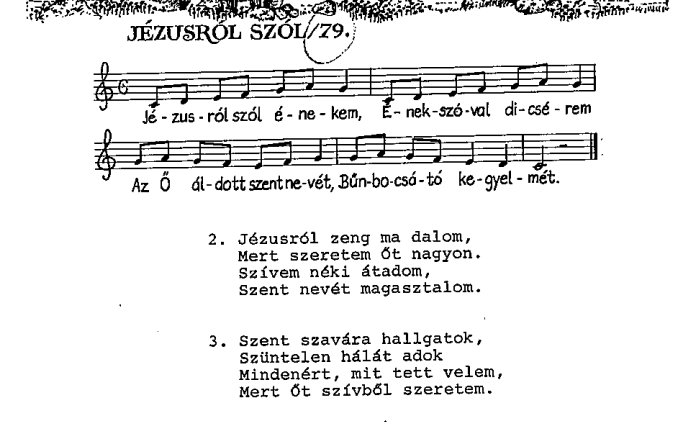 JÉZUSRÓL SZÓL/79.
Jé-zus-ról szól é-ne-kem, É-nek-szó-val di-csé-rem
Az Ő ál-dott szent ne-vét, Bűn-bo-csá-tó ke-gyel-mét.
2. Jézusról zeng ma dalom,
Mert szeretem Őt nagyon.
Szívem néki átadom,
Szent nevét magasztalom.
3. Szent szavára hallgatok,
Szüntelen hálát adok
Mindenért, mit tett velem,
Mert Őt szívből szeretem.